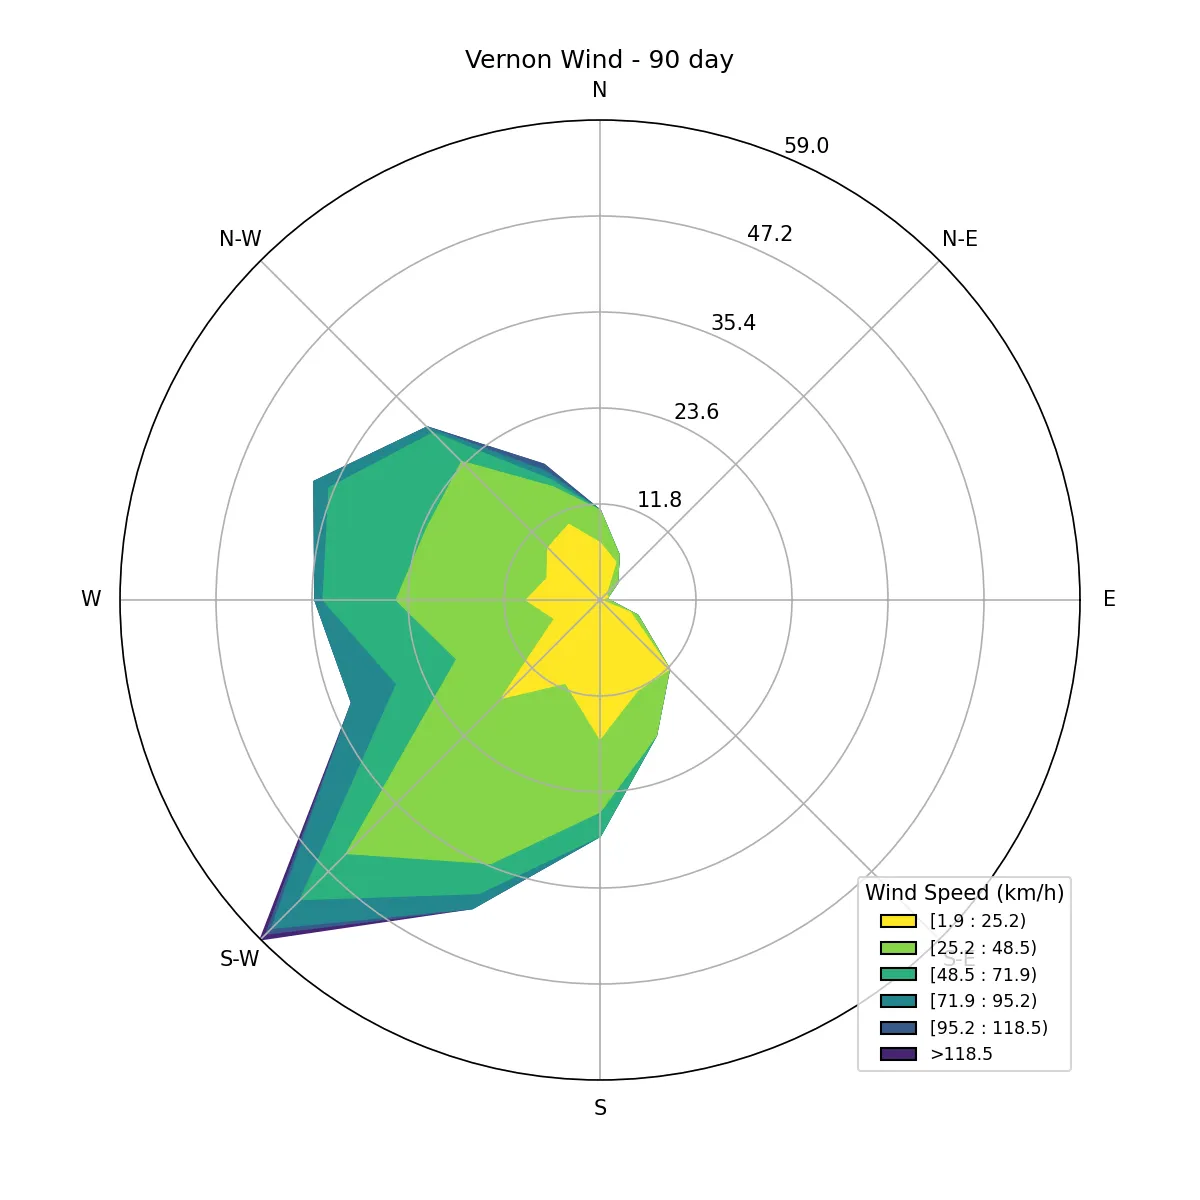 Vernon Wind - 90 day
N
59.0
47.2
N-W
N-E
35.4
23.6
11.8
W
E
Wind Speed (km/h)
[1.9 : 25.2)
[25.2 : 48.5)
S-W
S-E
[48.5 : 71.9)
[71.9 : 95.2)
[95.2 : 118.5)
>118.5
S